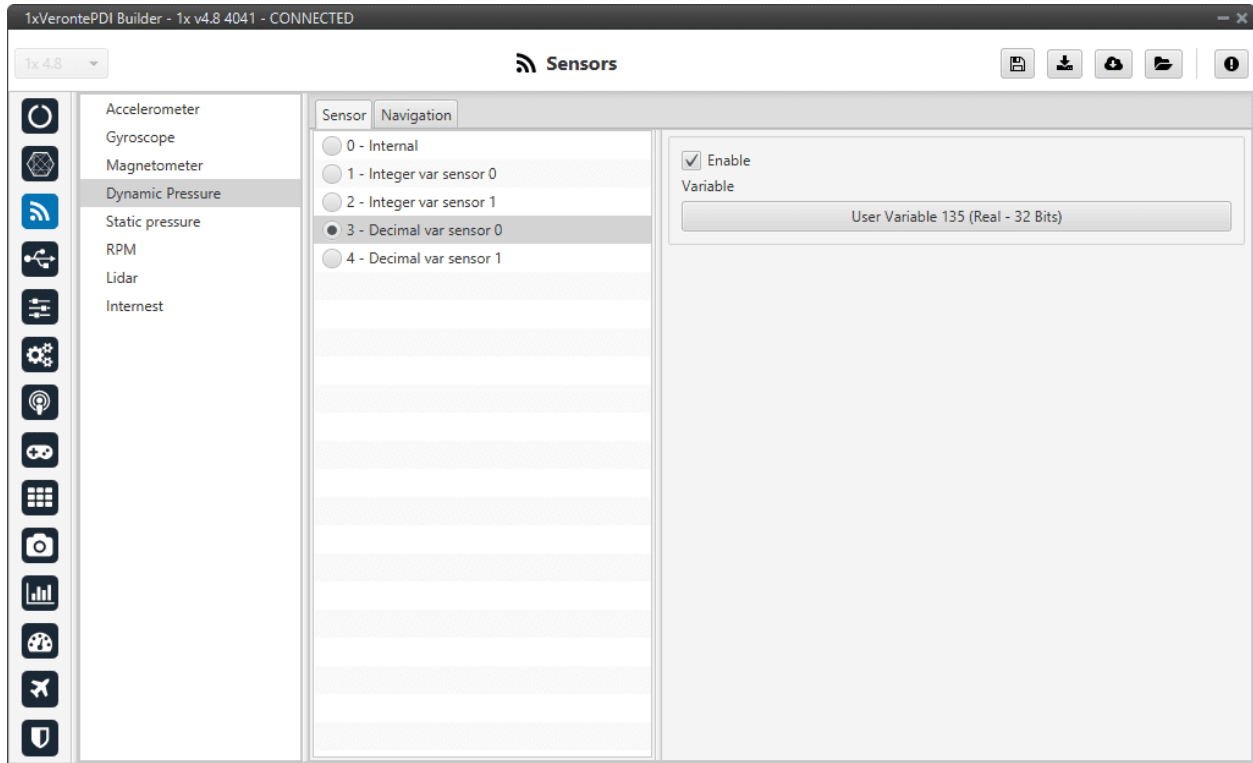 1xVerontePDI Builder - 1x v4.8 4041 - CONNECTED
1x 4.8
Sensors
Accelerometer
Gyroscope
Magnetometer
Dynamic Pressure
Static pressure
RPM
Lidar
Internest
Sensor Navigation
0 - Internal
1 - Integer var sensor 0
2 - Integer var sensor 1
3 - Decimal var sensor 0
4 - Decimal var sensor 1
Enable
Variable
User Variable 135 (Real - 32 Bits)